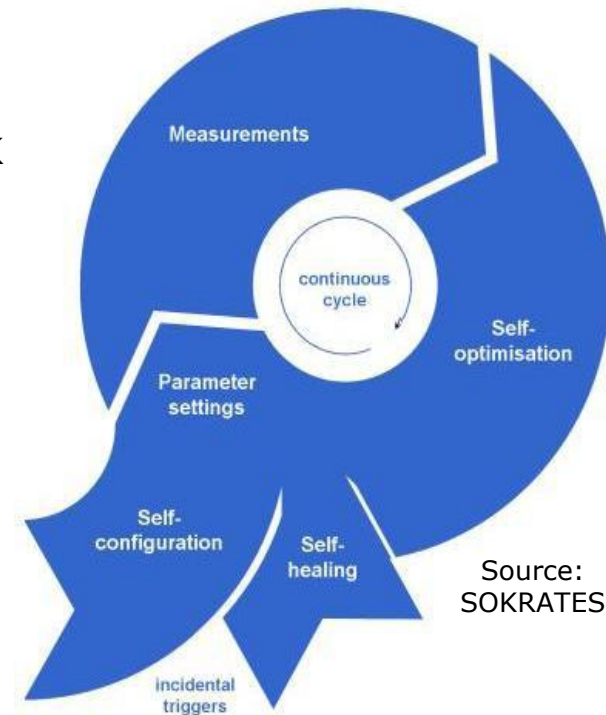 K
Measurements
continuous
cycle
Self-
optimisation
Parameter
settings
Self-
configuration
Self-
healing
Source:
SOKRATES
incidental
triggers